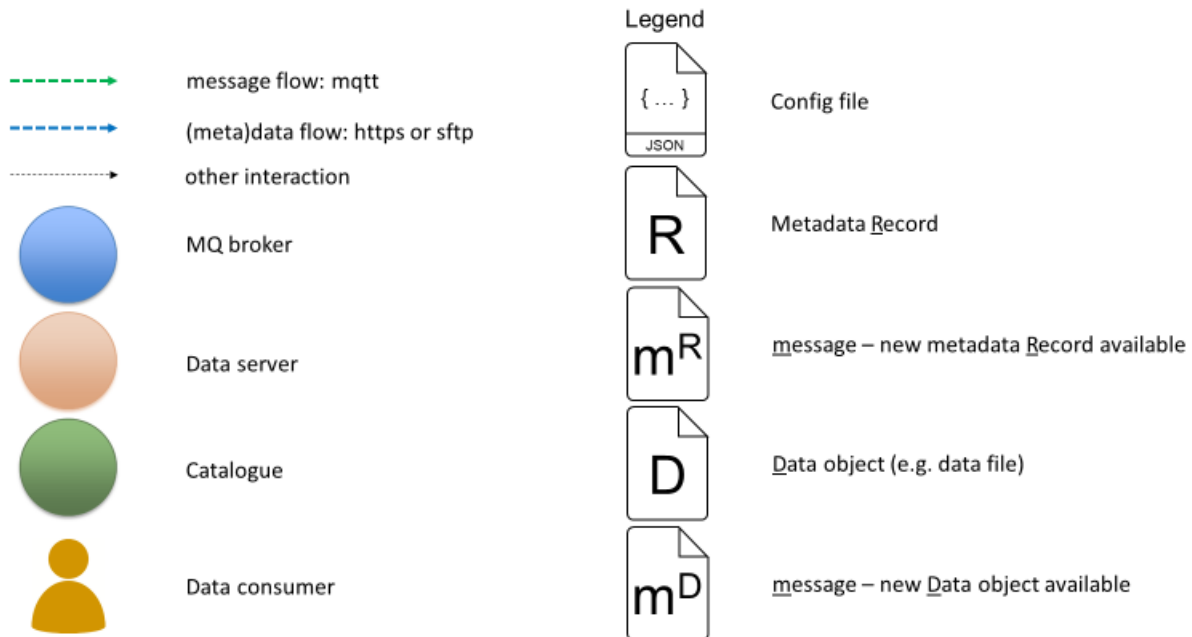 Legend
message flow: mqtt
(meta)data flow: https or sftp
other interaction
MQ broker
Data server
Catalogue
Data consumer
{ ... }
JSON
Config file
R
Metadata Record
mR
message – new metadata Record available
D
Data object (e.g. data file)
mD
message – new Data object available